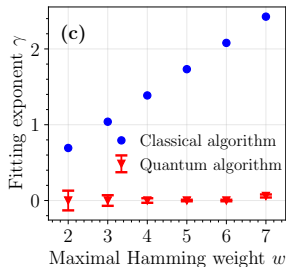 (c)
Fitting exponent γ
2
1
0
Classical algorithm
Quantum algorithm
2 3 4 5 6 7
Maximal Hamming weight w